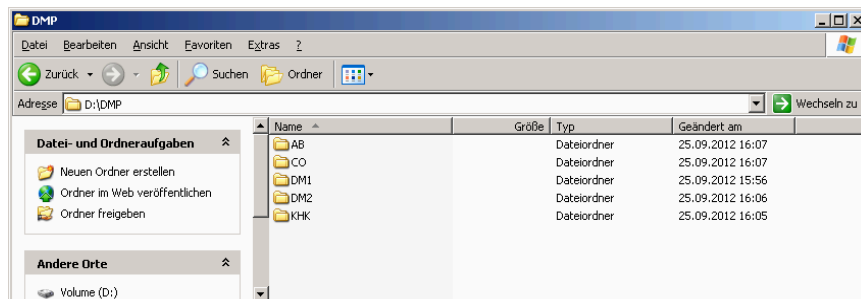 DMP
Datei Bearbeiten Ansicht Favoriten Extras ?
Zurück Suchen Ordner
Adresse D:\DMP Wechseln zu
Name Größe Typ Geändert am
Datei- und Ordneraufgaben
Neuen Ordner erstellen
Ordner im Web veröffentlichen
Ordner freigeben
Andere Orte
Volume (D:)
AB Dateiordner 25.09.2012 16:07
CO Dateiordner 25.09.2012 16:07
DM1 Dateiordner 25.09.2012 15:56
DM2 Dateiordner 25.09.2012 16:06
KHK Dateiordner 25.09.2012 16:05